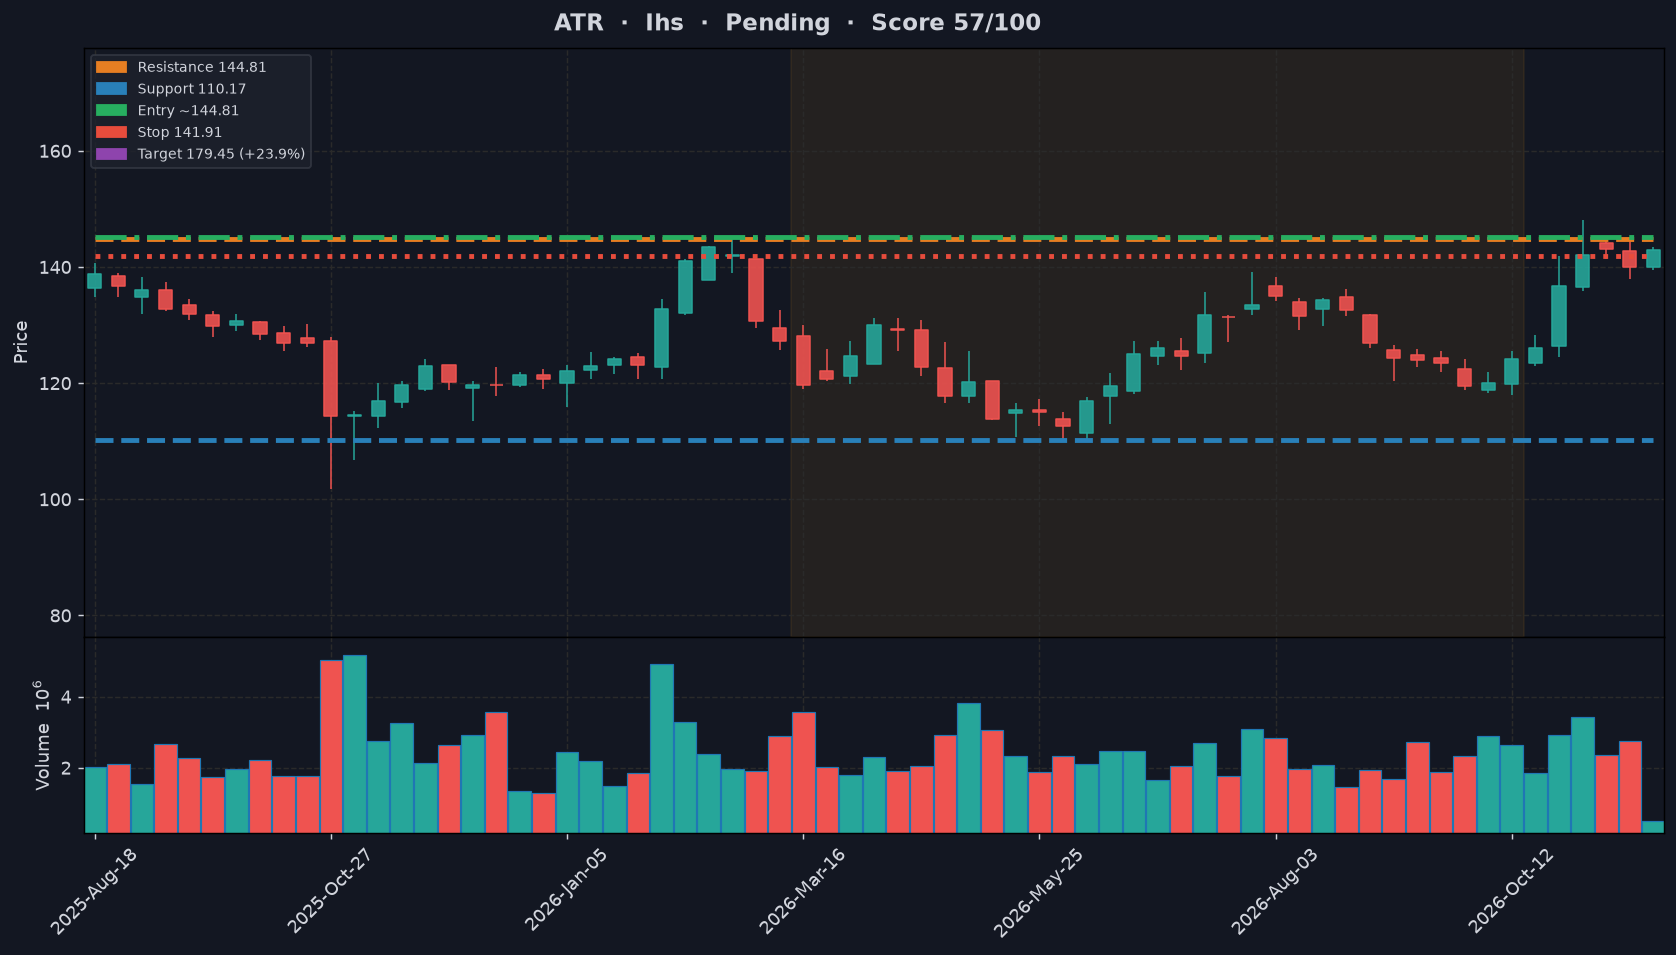 ATR · Ihs · Pending · Score 57/100
Resistance 144.81
Support 110.17
Entry ~144.81
Stop 141.91
Target 179.45 (+23.9%)
Price
160
140
120
100
80
Volume 10⁶
4
2
2025-Aug-18
2025-Oct-27
2026-Jan-05
2026-Mar-16
2026-May-25
2026-Aug-03
2026-Oct-12